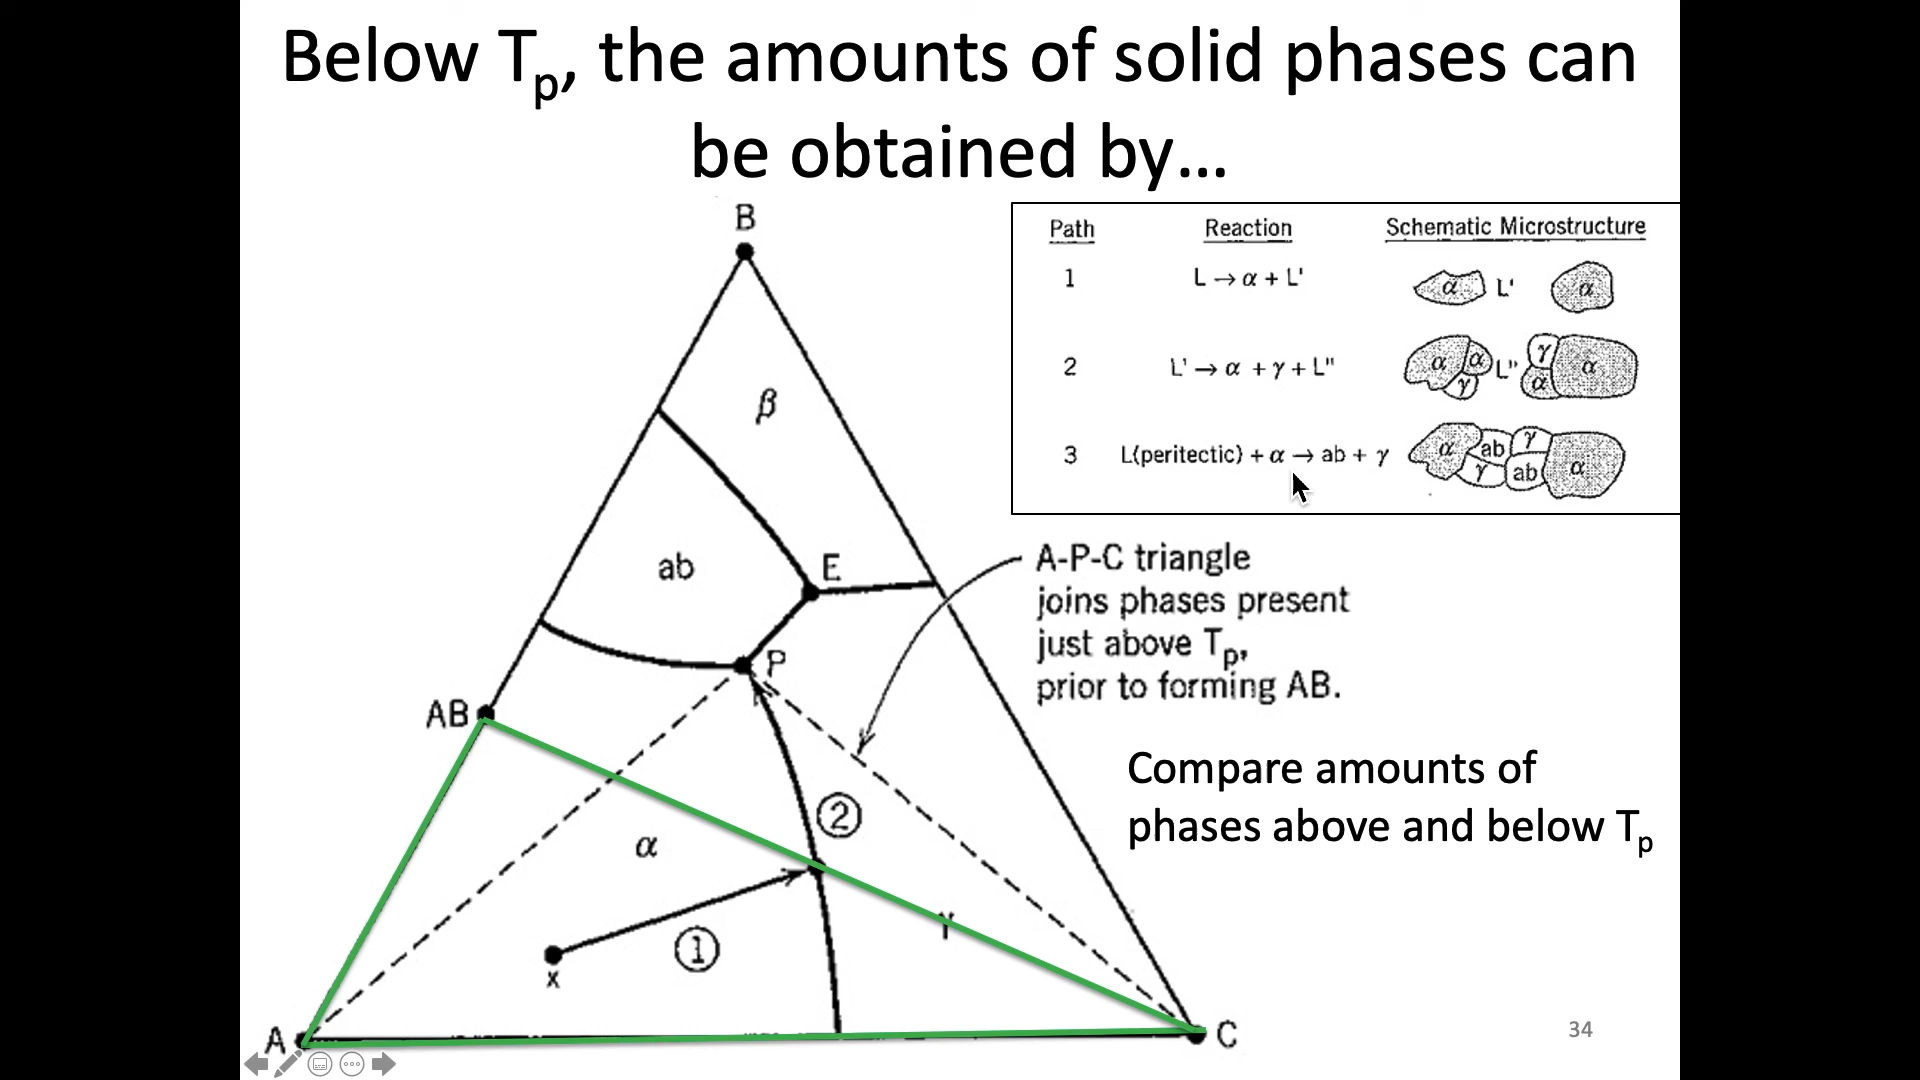 Below Tp, the amounts of solid phases can
be obtained by...
Path Reaction Schematic Microstructure
1 L → α + L' α L' α
2 L' → α + γ + L" α α γ L" γ α α
3 L(peritectic) + α → ab + γ α ab γ γ ab α
B
β
ab
E
P
AB
A-P-C triangle
joins phases present
just above Tp,
prior to forming AB.
Compare amounts of
phases above and below Tp
α
②
γ
①
x
A
C
34